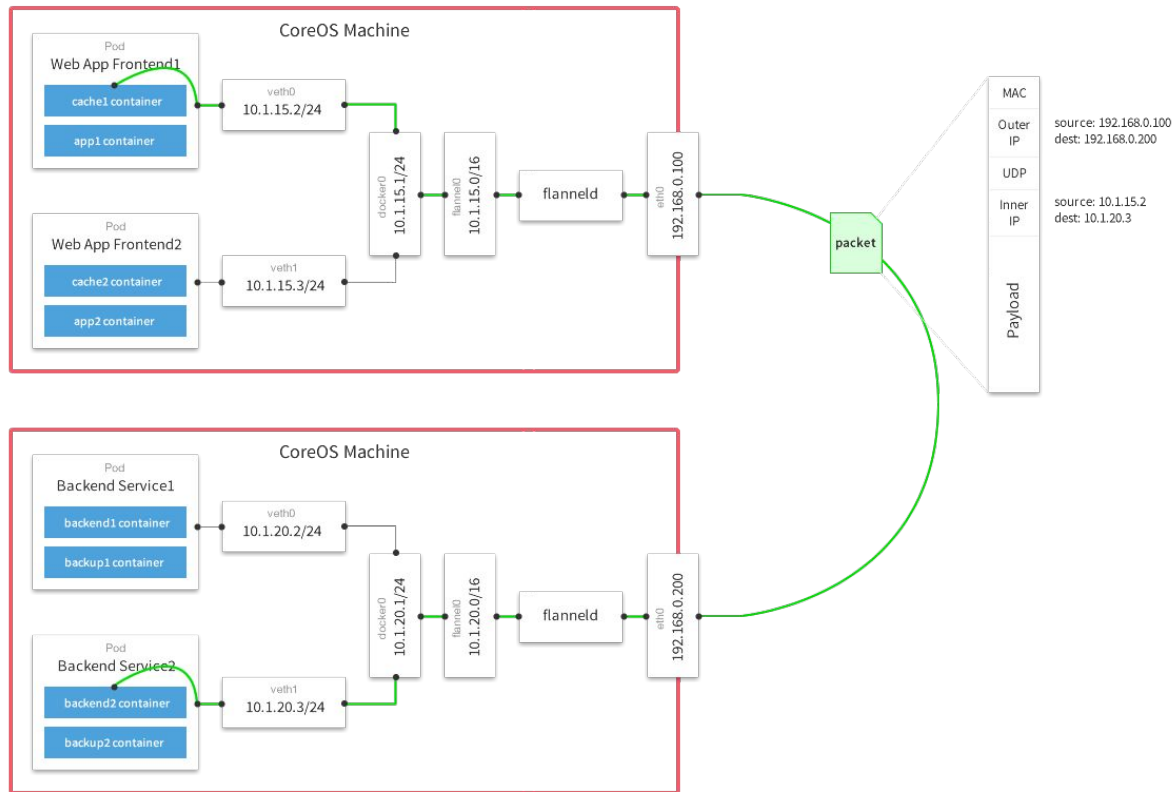 CoreOS Machine
Pod
Web App Frontend1
cache1 container
app1 container
veth0
10.1.15.2/24
Pod
Web App Frontend2
cache2 container
app2 container
veth1
10.1.15.3/24
docker0
10.1.15.1/24
flannel0
10.1.15.0/16
flanneld
eth0
192.168.0.100
packet
MAC
Outer
IP
source: 192.168.0.100
dest: 192.168.0.200
UDP
Inner
IP
source: 10.1.15.2
dest: 10.1.20.3
Payload
CoreOS Machine
Pod
Backend Service1
backend1 container
backup1 container
veth0
10.1.20.2/24
Pod
Backend Service2
backend2 container
backup2 container
veth1
10.1.20.3/24
docker0
10.1.20.1/24
flannel0
10.1.20.0/16
flanneld
eth0
192.168.0.200